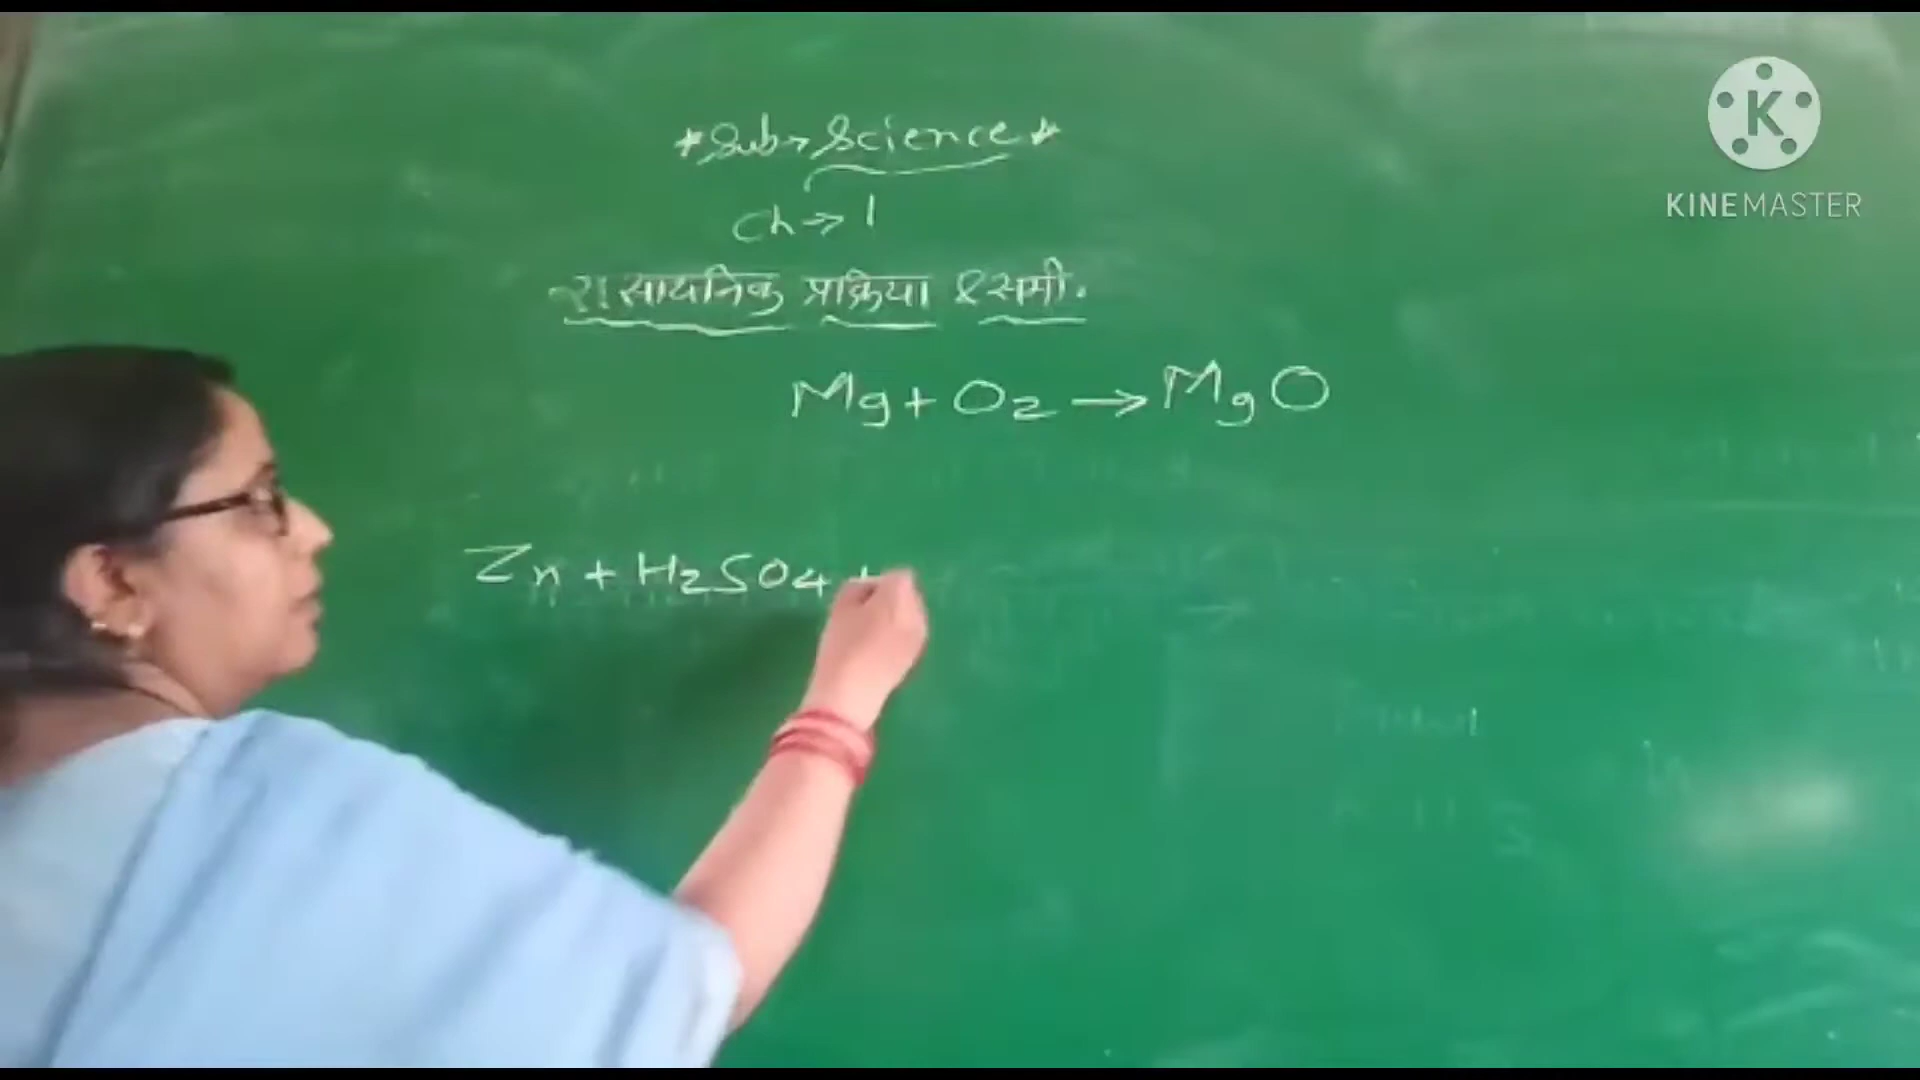 *Sub→ Science*
Ch→ 1
रासायनिक प्रक्रिया & समी.
Mg + O2 → MgO
Zn + H2SO4 +
K
KINEMASTER